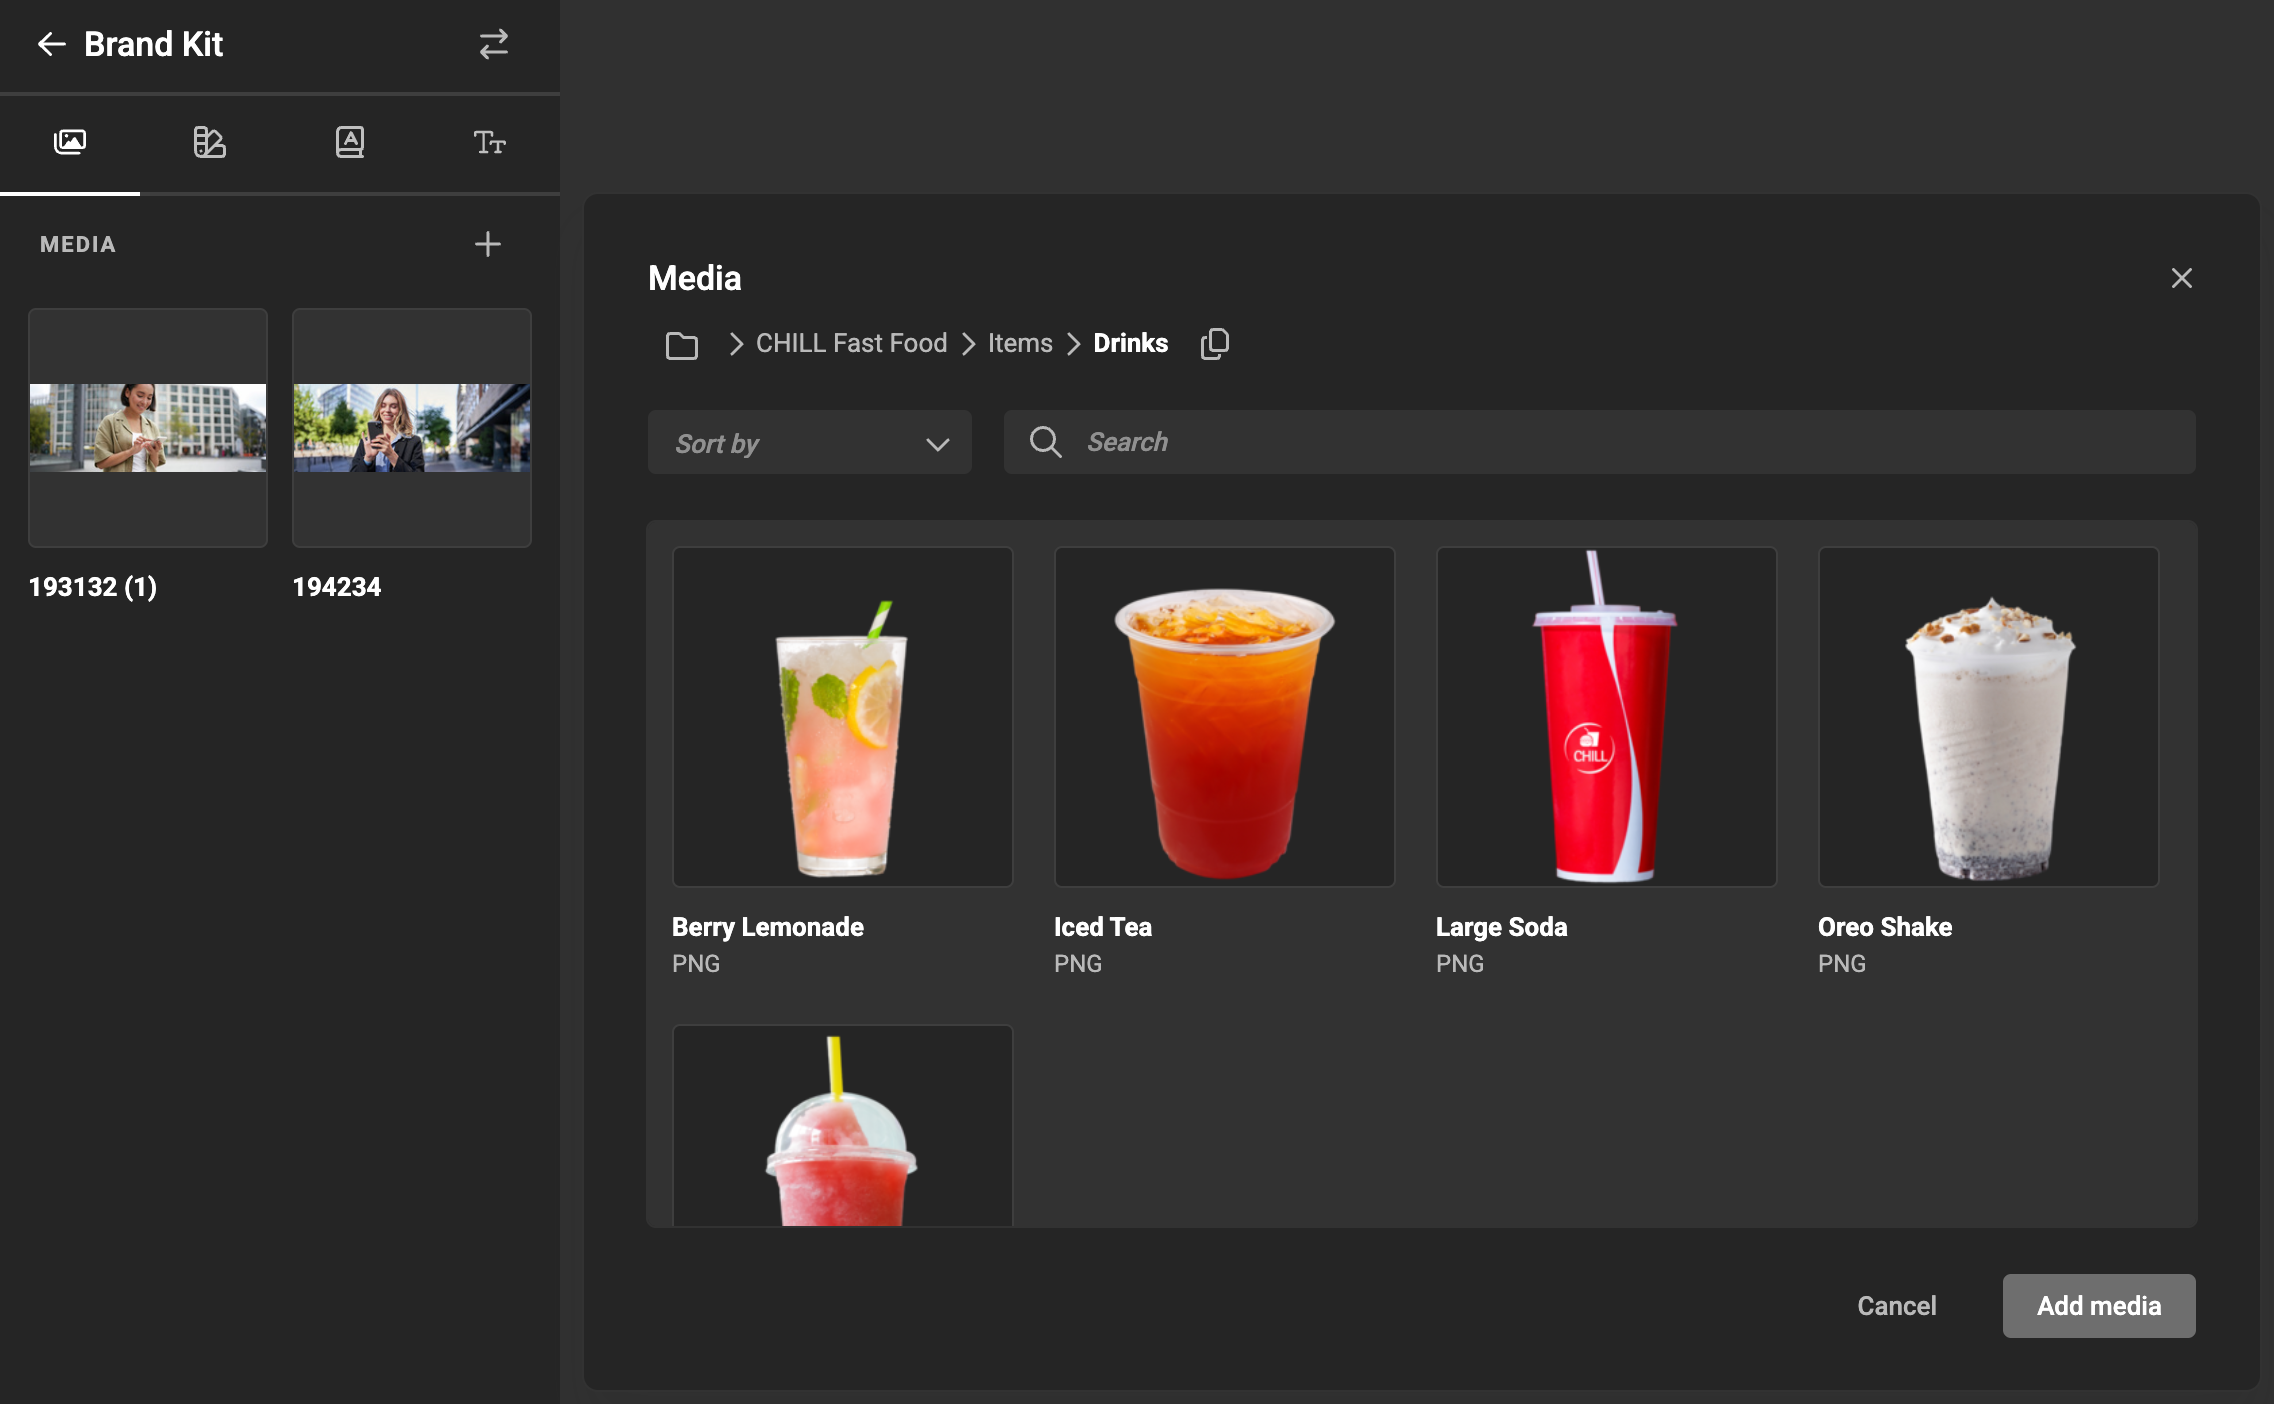 Brand Kit
MEDIA
193132 (1)
194234
Media
CHILL Fast Food
Items
Drinks
Sort by
Search
CHILL
Berry Lemonade
PNG
Iced Tea
PNG
Large Soda
PNG
Oreo Shake
PNG
Cancel
Add media